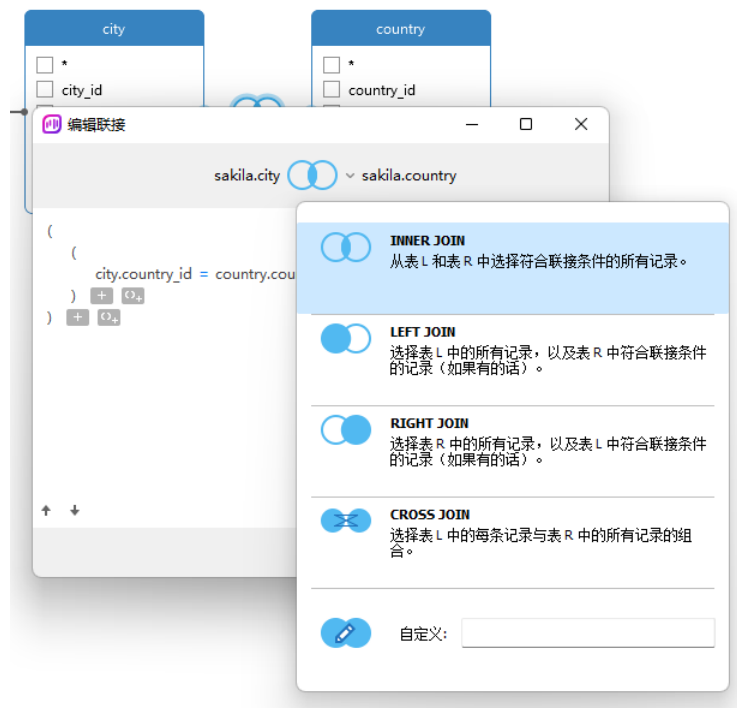 city
country
*
*
city_id
country_id
编辑联接
sakila.city
sakila.country
(
(
city.country_id = country.cou
)
)
INNER JOIN
从表 L 和表 R 中选择符合联接条件的所有记录。
LEFT JOIN
选择表 L 中的所有记录，以及表 R 中符合联接条件
的记录（如果有的话）。
RIGHT JOIN
选择表 R 中的所有记录，以及表 L 中符合联接条件
的记录（如果有的话）。
CROSS JOIN
选择表 L 中的每条记录与表 R 中的所有记录的组
合。
自定义: